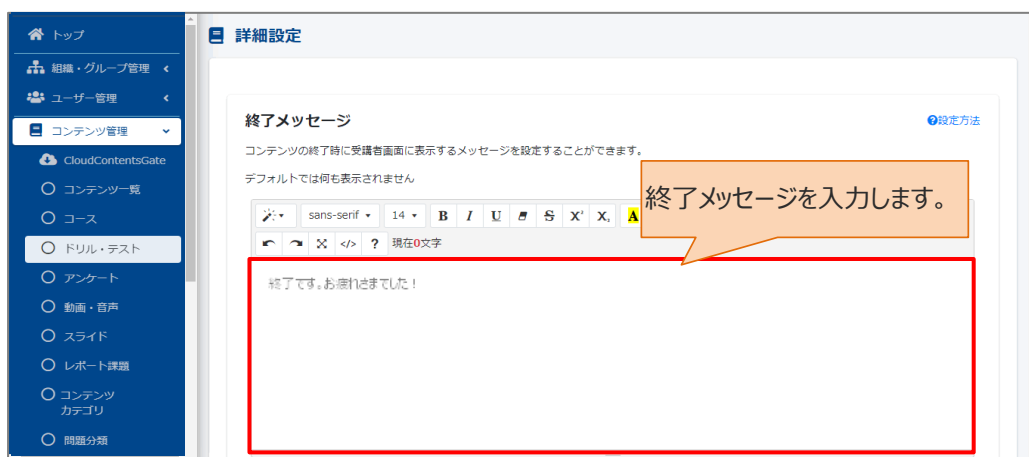 トップ
組織・グループ管理
ユーザー管理
コンテンツ管理
CloudContentsGate
コンテンツ一覧
コース
ドリル・テスト
アンケート
動画・音声
スライド
レポート課題
コンテンツ
カテゴリ
問題分類
詳細設定
終了メッセージ
設定方法
コンテンツの終了時に受講者画面に表示するメッセージを設定することができます。
デフォルトでは何も表示されません
終了メッセージを入力します。
sans-serif 14 B I U S X² X₂ A
</> ? 現在0文字
終了です。お疲れさまでした！